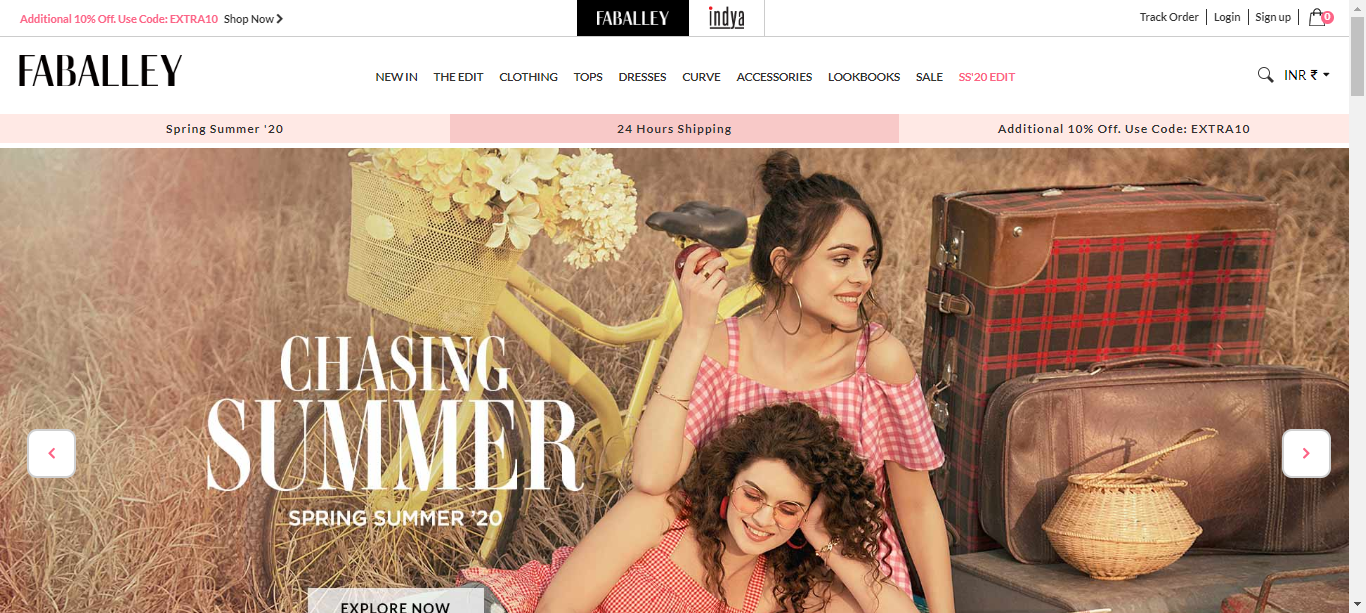 Additional 10% Off. Use Code: EXTRA10 Shop Now
FABALLEY
indya
Track Order Login Sign up 0
FABALLEY
NEW IN THE EDIT CLOTHING TOPS DRESSES CURVE ACCESSORIES LOOKBOOKS SALE SS'20 EDIT
INR ₹
Spring Summer '20
24 Hours Shipping
Additional 10% Off. Use Code: EXTRA10
CHASING
SUMMER
SPRING SUMMER '20
EXPLORE NOW